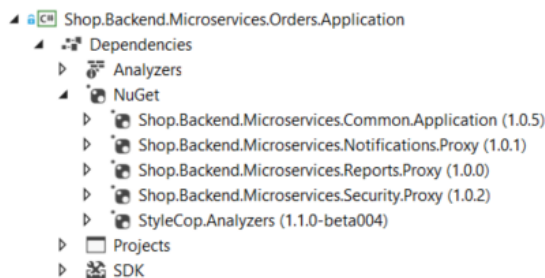 C# Shop.Backend.Microservices.Orders.Application
Dependencies
Analyzers
NuGet
Shop.Backend.Microservices.Common.Application (1.0.5)
Shop.Backend.Microservices.Notifications.Proxy (1.0.1)
Shop.Backend.Microservices.Reports.Proxy (1.0.0)
Shop.Backend.Microservices.Security.Proxy (1.0.2)
StyleCop.Analyzers (1.1.0-beta004)
Projects
SDK